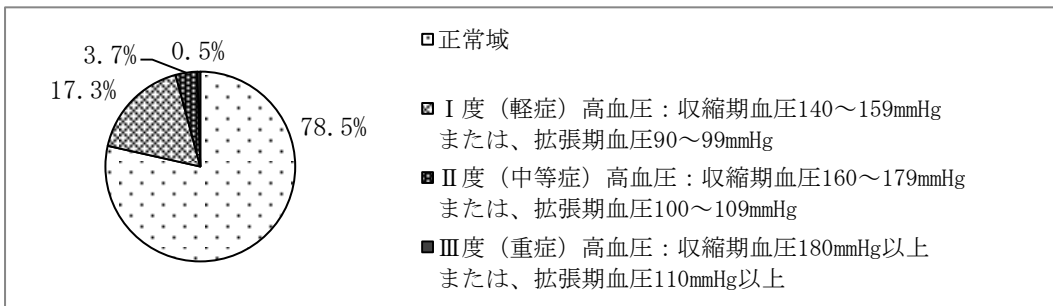 3.7%
0.5%
17.3%
78.5%
正常域
Ⅰ度（軽症）高血圧：収縮期血圧140～159mmHg
または、拡張期血圧90～99mmHg
Ⅱ度（中等症）高血圧：収縮期血圧160～179mmHg
または、拡張期血圧100～109mmHg
Ⅲ度（重症）高血圧：収縮期血圧180mmHg以上
または、拡張期血圧110mmHg以上